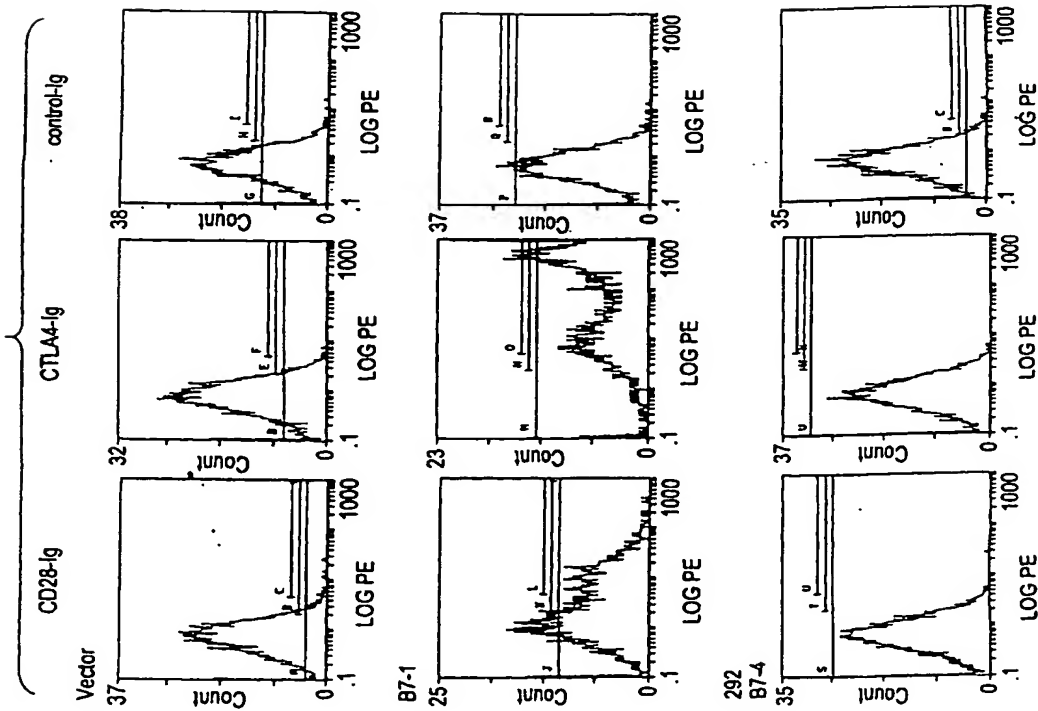 CD28-Ig CTLA4-Ig control-Ig
Vector
37 32 38
Count Count Count
C F I
B E H
A B G
0 0 0
.1 1000 .1 1000 .1 1000
LOG PE LOG PE LOG PE
B7-1
25 23 37
Count Count Count
L O R
K N Q
J M P
0 0 0
.1 1000 .1 1000 .1 1000
LOG PE LOG PE LOG PE
292
B7-4
35 37 35
Count Count Count
U C
T B
S U
0 0 0
.1 1000 .1 1000 .1 1000
LOG PE LOG PE LOG PE